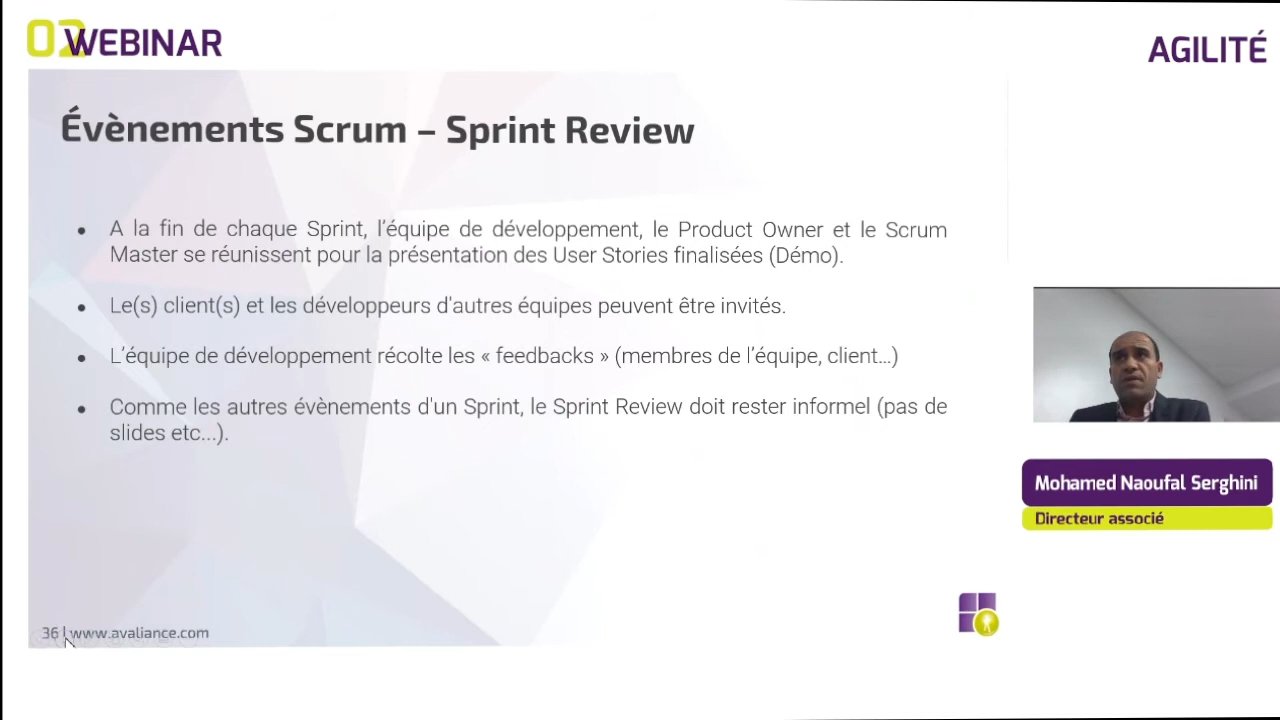 02 WEBINAR
AGILITÉ
Évènements Scrum – Sprint Review
• A la fin de chaque Sprint, l'équipe de développement, le Product Owner et le Scrum
Master se réunissent pour la présentation des User Stories finalisées (Démo).
• Le(s) client(s) et les développeurs d'autres équipes peuvent être invités.
• L'équipe de développement récolte les « feedbacks » (membres de l'équipe, client…)
• Comme les autres évènements d'un Sprint, le Sprint Review doit rester informel (pas de
slides etc...).
Mohamed Naoufal Serghini
Directeur associé
36 | www.avaliance.com